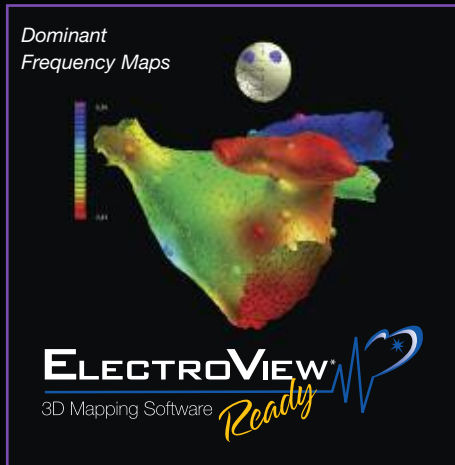 Dominant
Frequency Maps
ELECTROVIEW®
3D Mapping Software
Ready